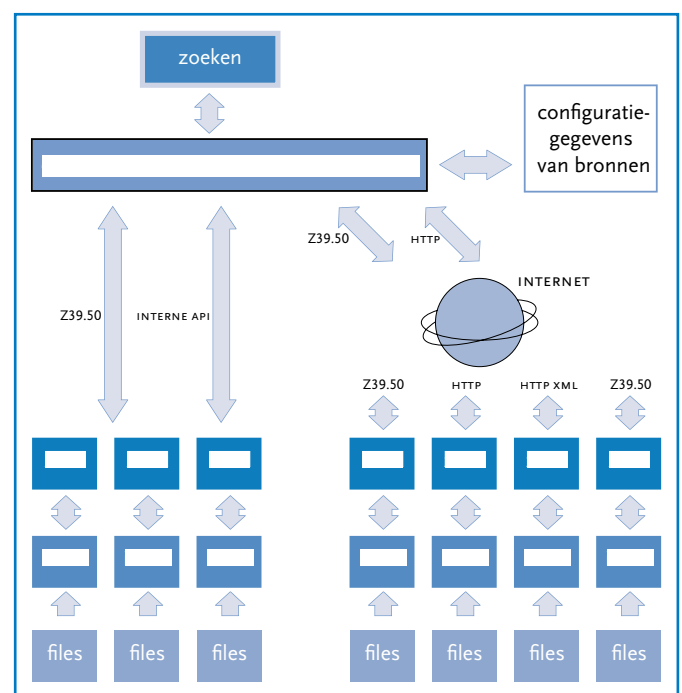 zoeken
configuratie-
gegevens
van bronnen
Z39.50 HTTP
INTERNET
Z39.50 INTERNE API
Z39.50 HTTP HTTP XML Z39.50
files files files files files files files